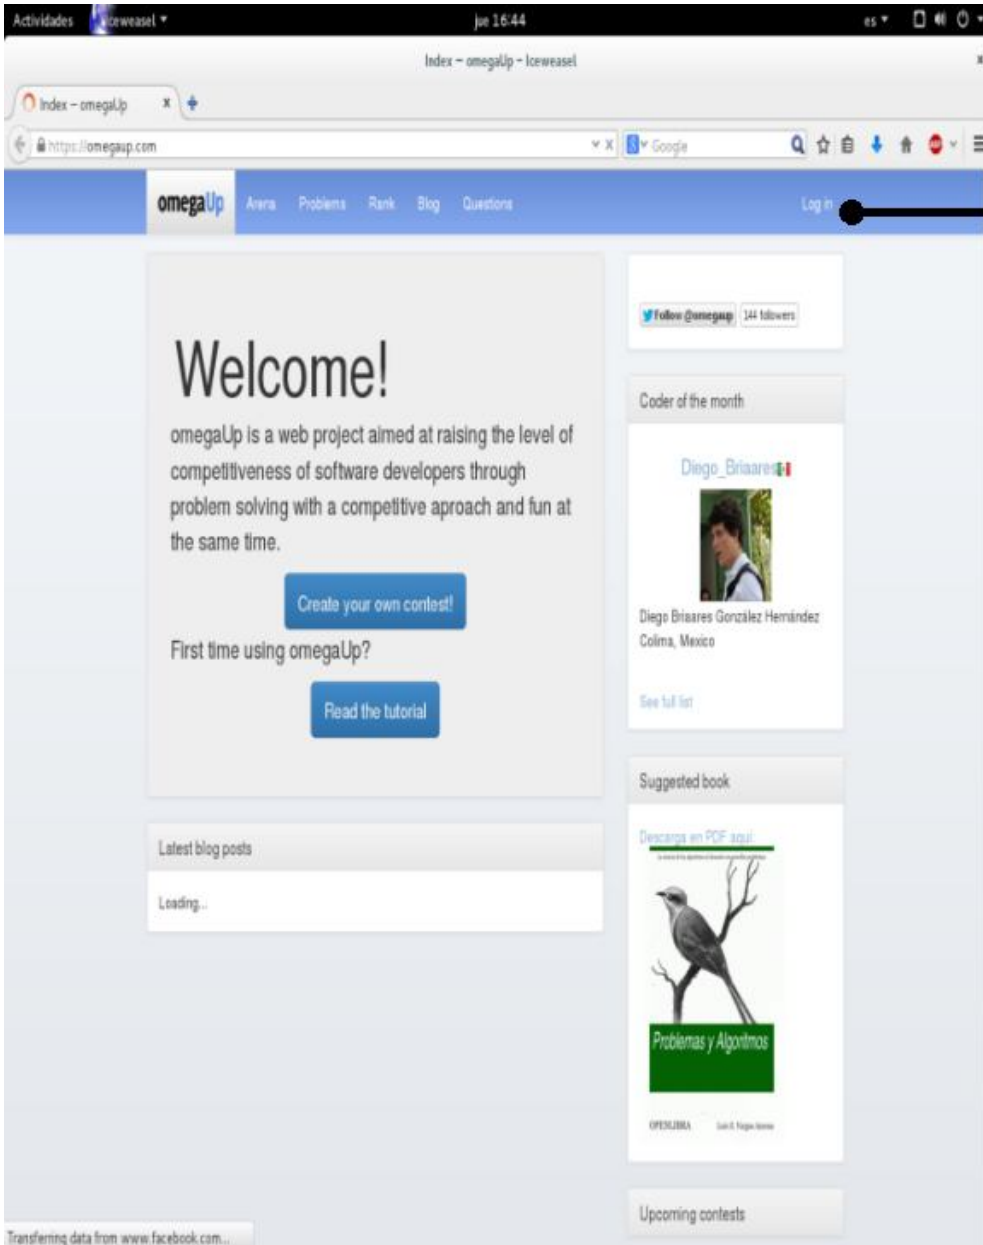 Actividades Iceweasel jue 16:44 es
Index – omegaUp - Iceweasel
Index – omegaUp
https://omegaup.com Google
omegaUp Arena Problems Rank Blog Questions Log in
Follow @omegaup 144 followers
Welcome!
omegaUp is a web project aimed at raising the level of
competitiveness of software developers through
problem solving with a competitive aproach and fun at
the same time.
Create your own contest!
First time using omegaUp?
Read the tutorial
Latest blog posts
Loading...
Coder of the month
Diego_Briaares
Diego Briaares González Hernández
Colima, Mexico
See full list
Suggested book
Descarga en PDF aquí
Problemas y Algoritmos
OPENLIBRA
Upcoming contests
Transferring data from www.facebook.com...